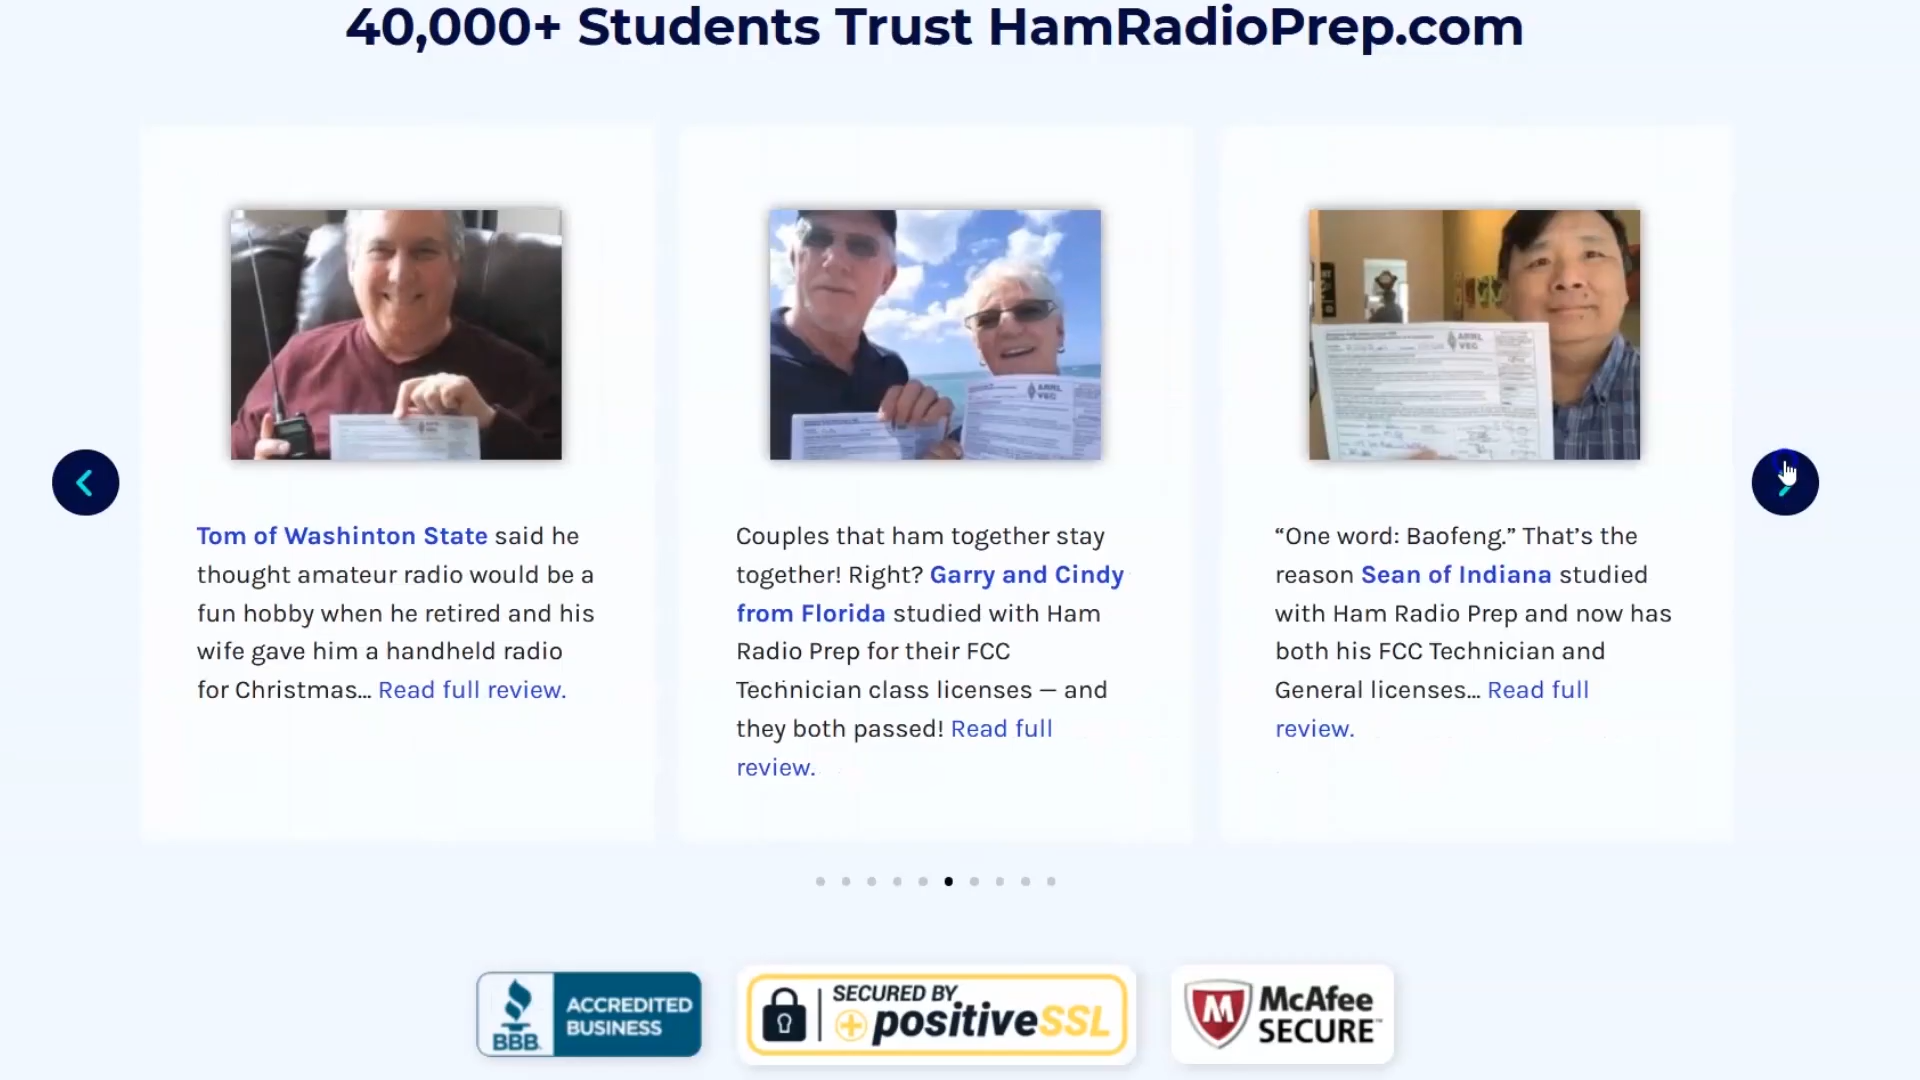 40,000+ Students Trust HamRadioPrep.com
ARRL
VEC
ARRL
VEC
Tom of Washinton State said he
thought amateur radio would be a
fun hobby when he retired and his
wife gave him a handheld radio
for Christmas... Read full review.
Couples that ham together stay
together! Right? Garry and Cindy
from Florida studied with Ham
Radio Prep for their FCC
Technician class licenses — and
they both passed! Read full
review.
“One word: Baofeng.” That’s the
reason Sean of Indiana studied
with Ham Radio Prep and now has
both his FCC Technician and
General licenses... Read full
review.
BBB
ACCREDITED
BUSINESS
SECURED BY
positiveSSL
McAfee
SECURE™